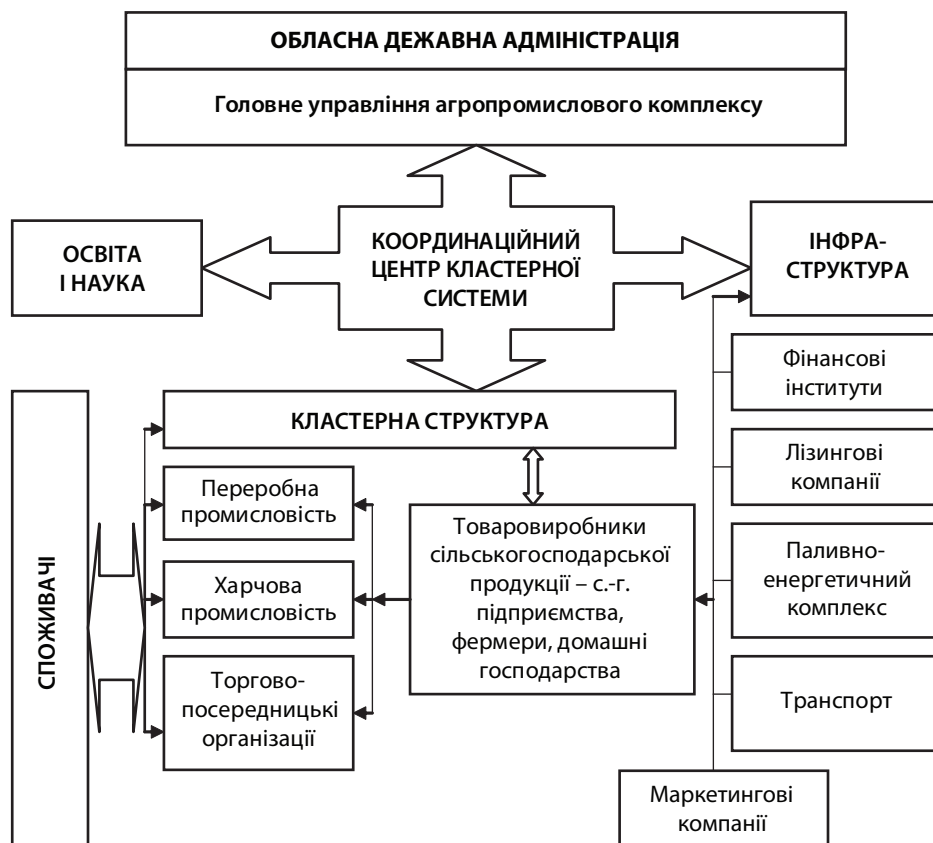 ОБЛАСНА ДЕЖАВНА АДМІНІСТРАЦІЯ
Головне управління агропромислового комплексу
ОСВІТА
І НАУКА
КООРДИНАЦІЙНИЙ
ЦЕНТР КЛАСТЕРНОЇ
СИСТЕМИ
ІНФРА-
СТРУКТУРА
КЛАСТЕРНА СТРУКТУРА
СПОЖИВАЧІ
Переробна
промисловість
Харчова
промисловість
Торгово-
посередницькі
організації
Товаровиробники
сільськогосподарської
продукції – с.-г.
підприємства,
фермери, домашні
господарства
Фінансові
інститути
Лізингові
компанії
Паливно-
енергетичний
комплекс
Транспорт
Маркетингові
компанії